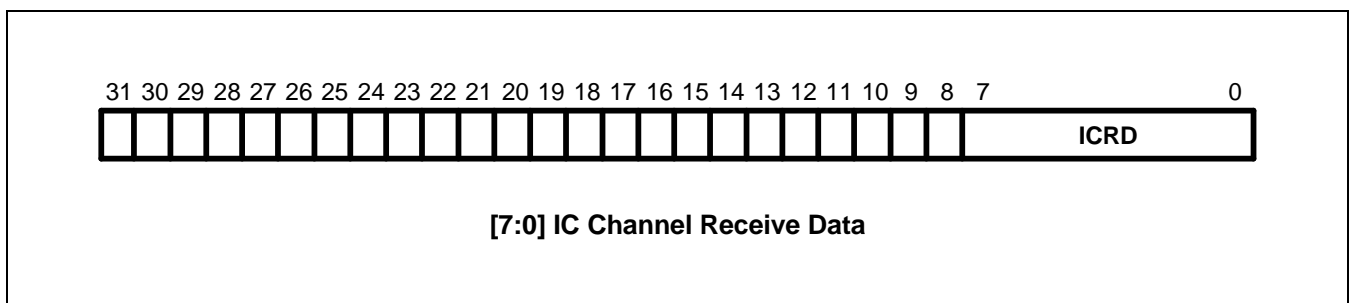 31 30 29 28 27 26 25 24 23 22 21 20 19 18 17 16 15 14 13 12 11 10 9 8 7 0
ICRD
[7:0] IC Channel Receive Data